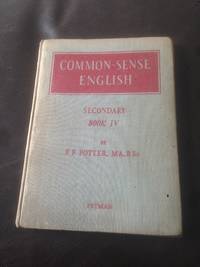 COMMON-SENSE
ENGLISH
SECONDARY
BOOK IV
BY
F. F. POTTER, M.A., B.Sc.
PITMAN